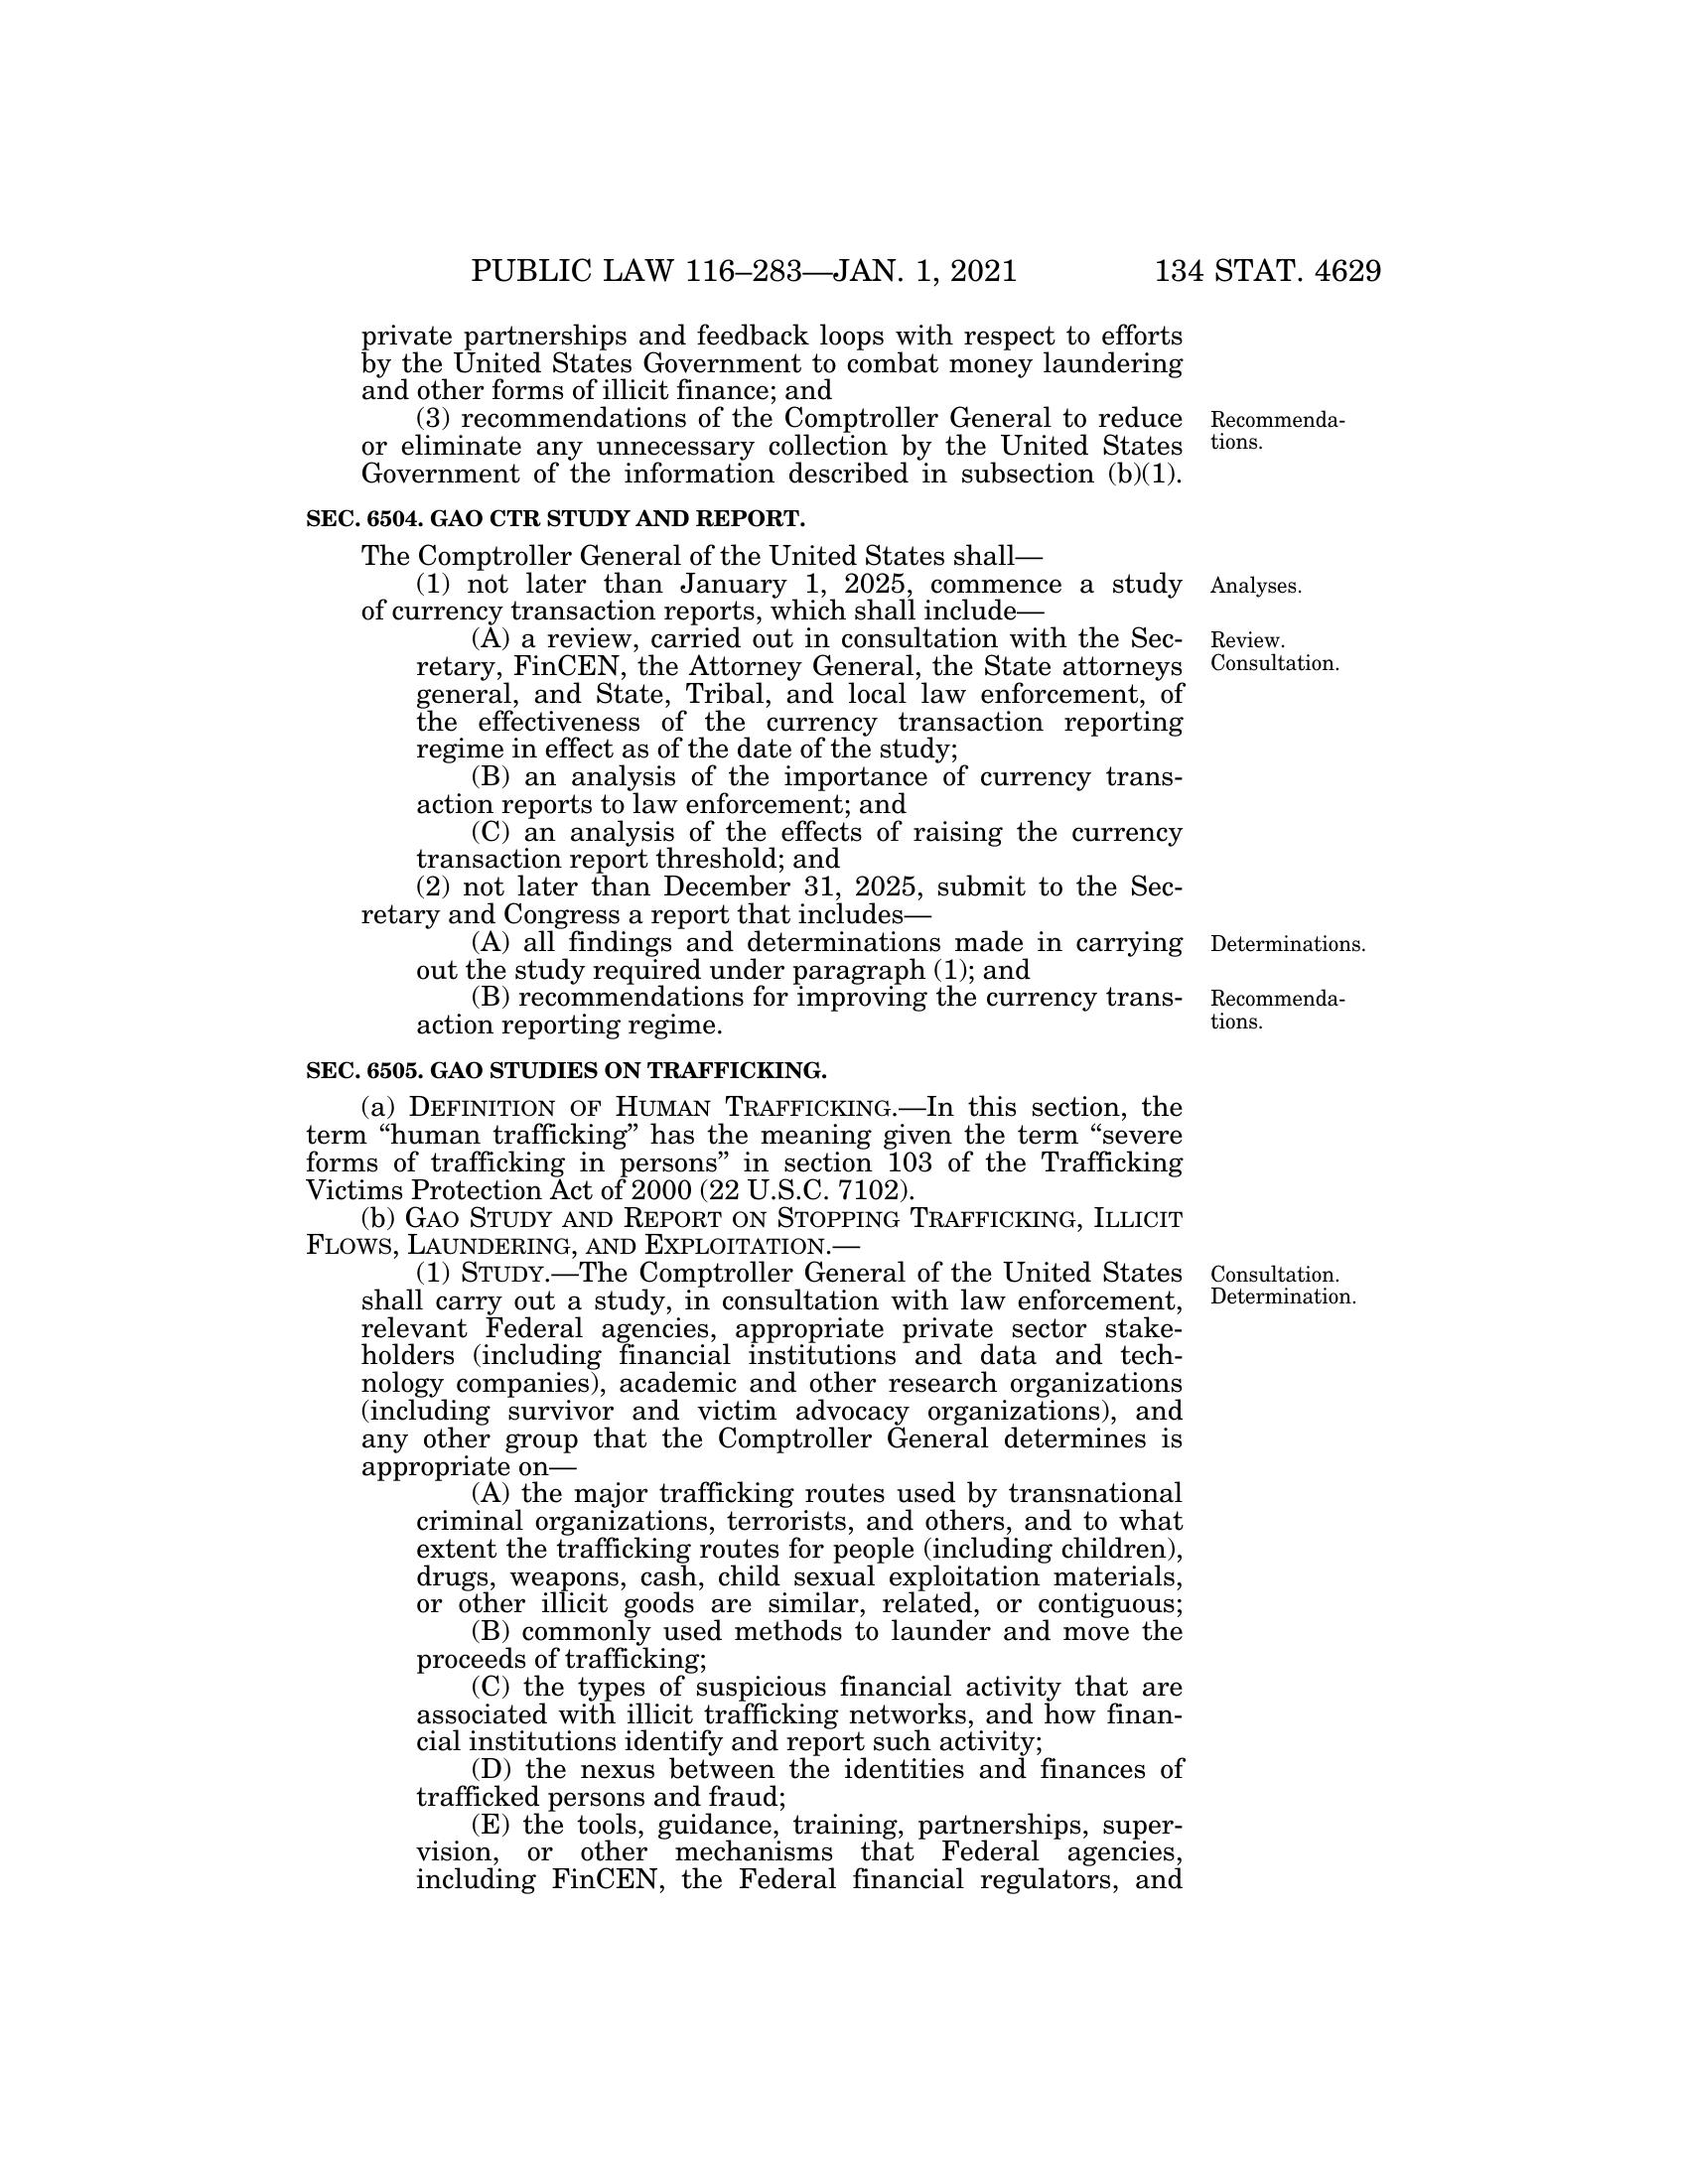 PUBLIC LAW 116–283—JAN. 1, 2021 134 STAT. 4629
private partnerships and feedback loops with respect to efforts
by the United States Government to combat money laundering
and other forms of illicit finance; and
(3) recommendations of the Comptroller General to reduce
or eliminate any unnecessary collection by the United States
Government of the information described in subsection (b)(1).
Recommenda-
tions.
SEC. 6504. GAO CTR STUDY AND REPORT.
The Comptroller General of the United States shall—
(1) not later than January 1, 2025, commence a study
of currency transaction reports, which shall include—
Analyses.
(A) a review, carried out in consultation with the Sec-
retary, FinCEN, the Attorney General, the State attorneys
general, and State, Tribal, and local law enforcement, of
the effectiveness of the currency transaction reporting
regime in effect as of the date of the study;
Review.
Consultation.
(B) an analysis of the importance of currency trans-
action reports to law enforcement; and
(C) an analysis of the effects of raising the currency
transaction report threshold; and
(2) not later than December 31, 2025, submit to the Sec-
retary and Congress a report that includes—
(A) all findings and determinations made in carrying
out the study required under paragraph (1); and
Determinations.
(B) recommendations for improving the currency trans-
action reporting regime.
Recommenda-
tions.
SEC. 6505. GAO STUDIES ON TRAFFICKING.
(a) DEFINITION OF HUMAN TRAFFICKING.—In this section, the
term “human trafficking” has the meaning given the term “severe
forms of trafficking in persons” in section 103 of the Trafficking
Victims Protection Act of 2000 (22 U.S.C. 7102).
(b) GAO STUDY AND REPORT ON STOPPING TRAFFICKING, ILLICIT
FLOWS, LAUNDERING, AND EXPLOITATION.—
(1) STUDY.—The Comptroller General of the United States
shall carry out a study, in consultation with law enforcement,
relevant Federal agencies, appropriate private sector stake-
holders (including financial institutions and data and tech-
nology companies), academic and other research organizations
(including survivor and victim advocacy organizations), and
any other group that the Comptroller General determines is
appropriate on—
Consultation.
Determination.
(A) the major trafficking routes used by transnational
criminal organizations, terrorists, and others, and to what
extent the trafficking routes for people (including children),
drugs, weapons, cash, child sexual exploitation materials,
or other illicit goods are similar, related, or contiguous;
(B) commonly used methods to launder and move the
proceeds of trafficking;
(C) the types of suspicious financial activity that are
associated with illicit trafficking networks, and how finan-
cial institutions identify and report such activity;
(D) the nexus between the identities and finances of
trafficked persons and fraud;
(E) the tools, guidance, training, partnerships, super-
vision, or other mechanisms that Federal agencies,
including FinCEN, the Federal financial regulators, and